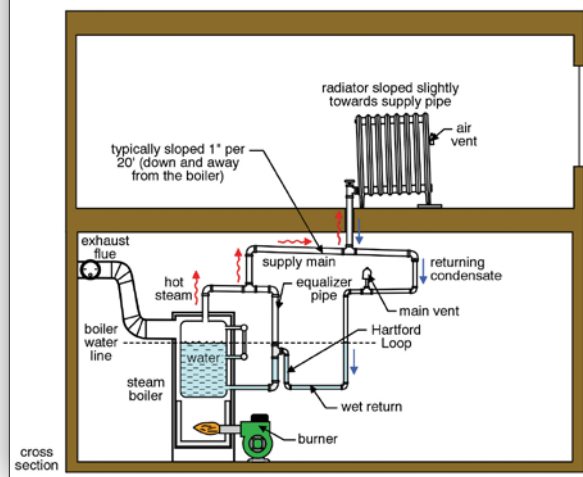 radiator sloped slightly
towards supply pipe
air
vent
typically sloped 1" per
20' (down and away
from the boiler)
exhaust
flue
hot
steam
supply main
equalizer
pipe
returning
condensate
main vent
Hartford
Loop
boiler
water
line
water
steam
boiler
wet return
burner
cross
section